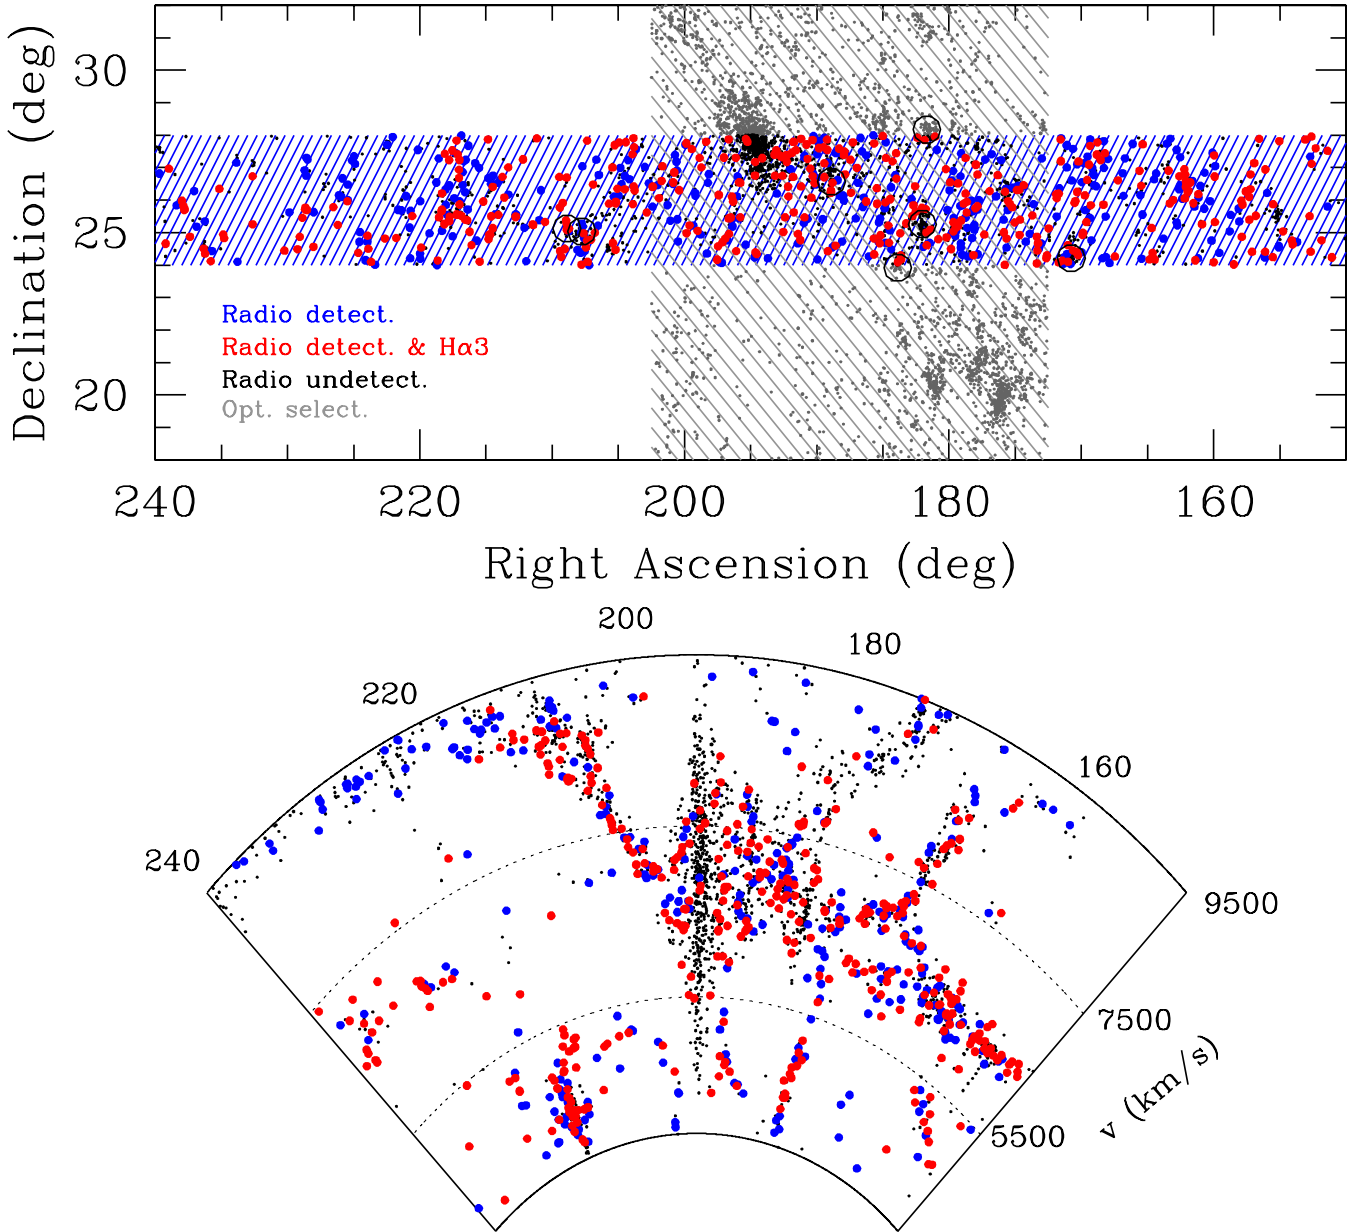 Declination (deg)
30
25
20
Radio detect.
Radio detect. & Hα3
Radio undetect.
Opt. select.
240 220 200 180 160
Right Ascension (deg)
200
180
220
160
240
9500
7500
5500
v (km/s)